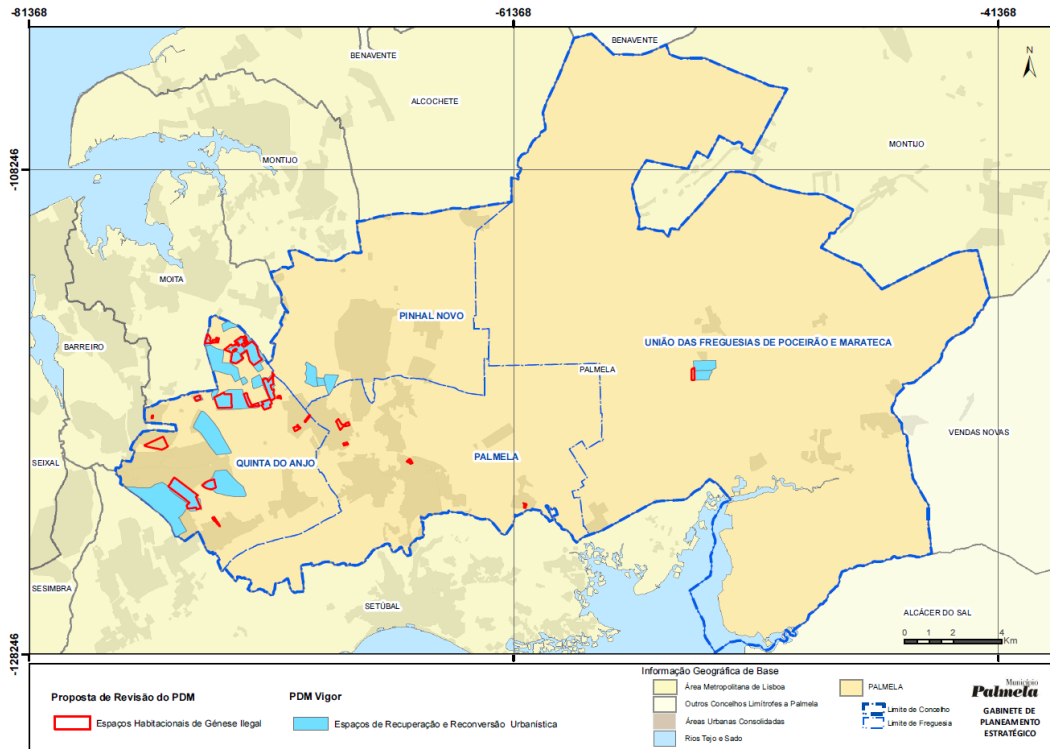 -81368
-61368
-41368
BENAVENTE
BENAVENTE
N
ALCOCHETE
MONTIJO
MONTIJO
-108246
MOITA
PINHAL NOVO
UNIÃO DAS FREGUESIAS DE POCEIRÃO E MARATECA
BARREIRO
PALMELA
VENDAS NOVAS
SEIXAL
QUINTA DO ANJO
PALMELA
SESIMBRA
SETÚBAL
ALCÁCER DO SAL
0 1 2 4
Km
-128246
Informação Geográfica de Base
Proposta de Revisão do PDM
PDM Vigor
Espaços Habitacionais de Génese Ilegal
Espaços de Recuperação e Reconversão Urbanística
Área Metropolitana de Lisboa
Outros Concelhos Limítrofes a Palmela
Áreas Urbanas Consolidadas
Rios Tejo e Sado
PALMELA
Limite de Concelho
Limite de Freguesia
Município
Palmela
GABINETE DE
PLANEAMENTO
ESTRATÉGICO